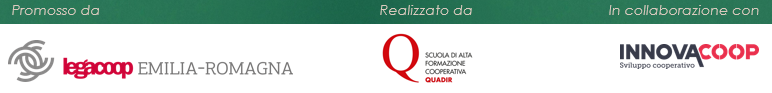 Promosso da
Realizzato da
In collaborazione con
legacoop EMILIA-ROMAGNA
Q
SCUOLA DI ALTA
FORMAZIONE
COOPERATIVA
QUADIR
INNOVACOOP
Sviluppo cooperativo